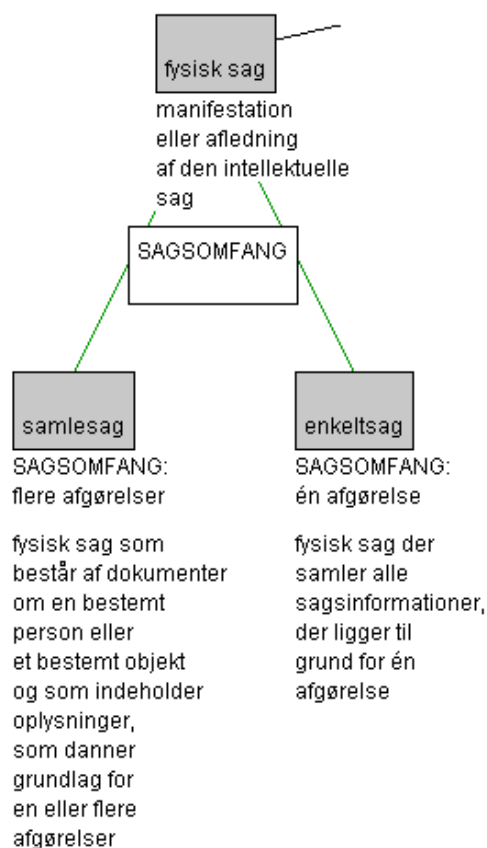 fysisk sag
manifestation
eller afledning
af den intellektuelle
sag
SAGSOMFANG
samlesag
SAGSOMFANG:
flere afgørelser
fysisk sag som
består af dokumenter
om en bestemt
person eller
et bestemt objekt
og som indeholder
oplysninger,
som danner
grundlag for
en eller flere
afgørelser
enkeltsag
SAGSOMFANG:
én afgørelse
fysisk sag der
samler alle
sagsinformationer,
der ligger til
grund for én
afgørelse